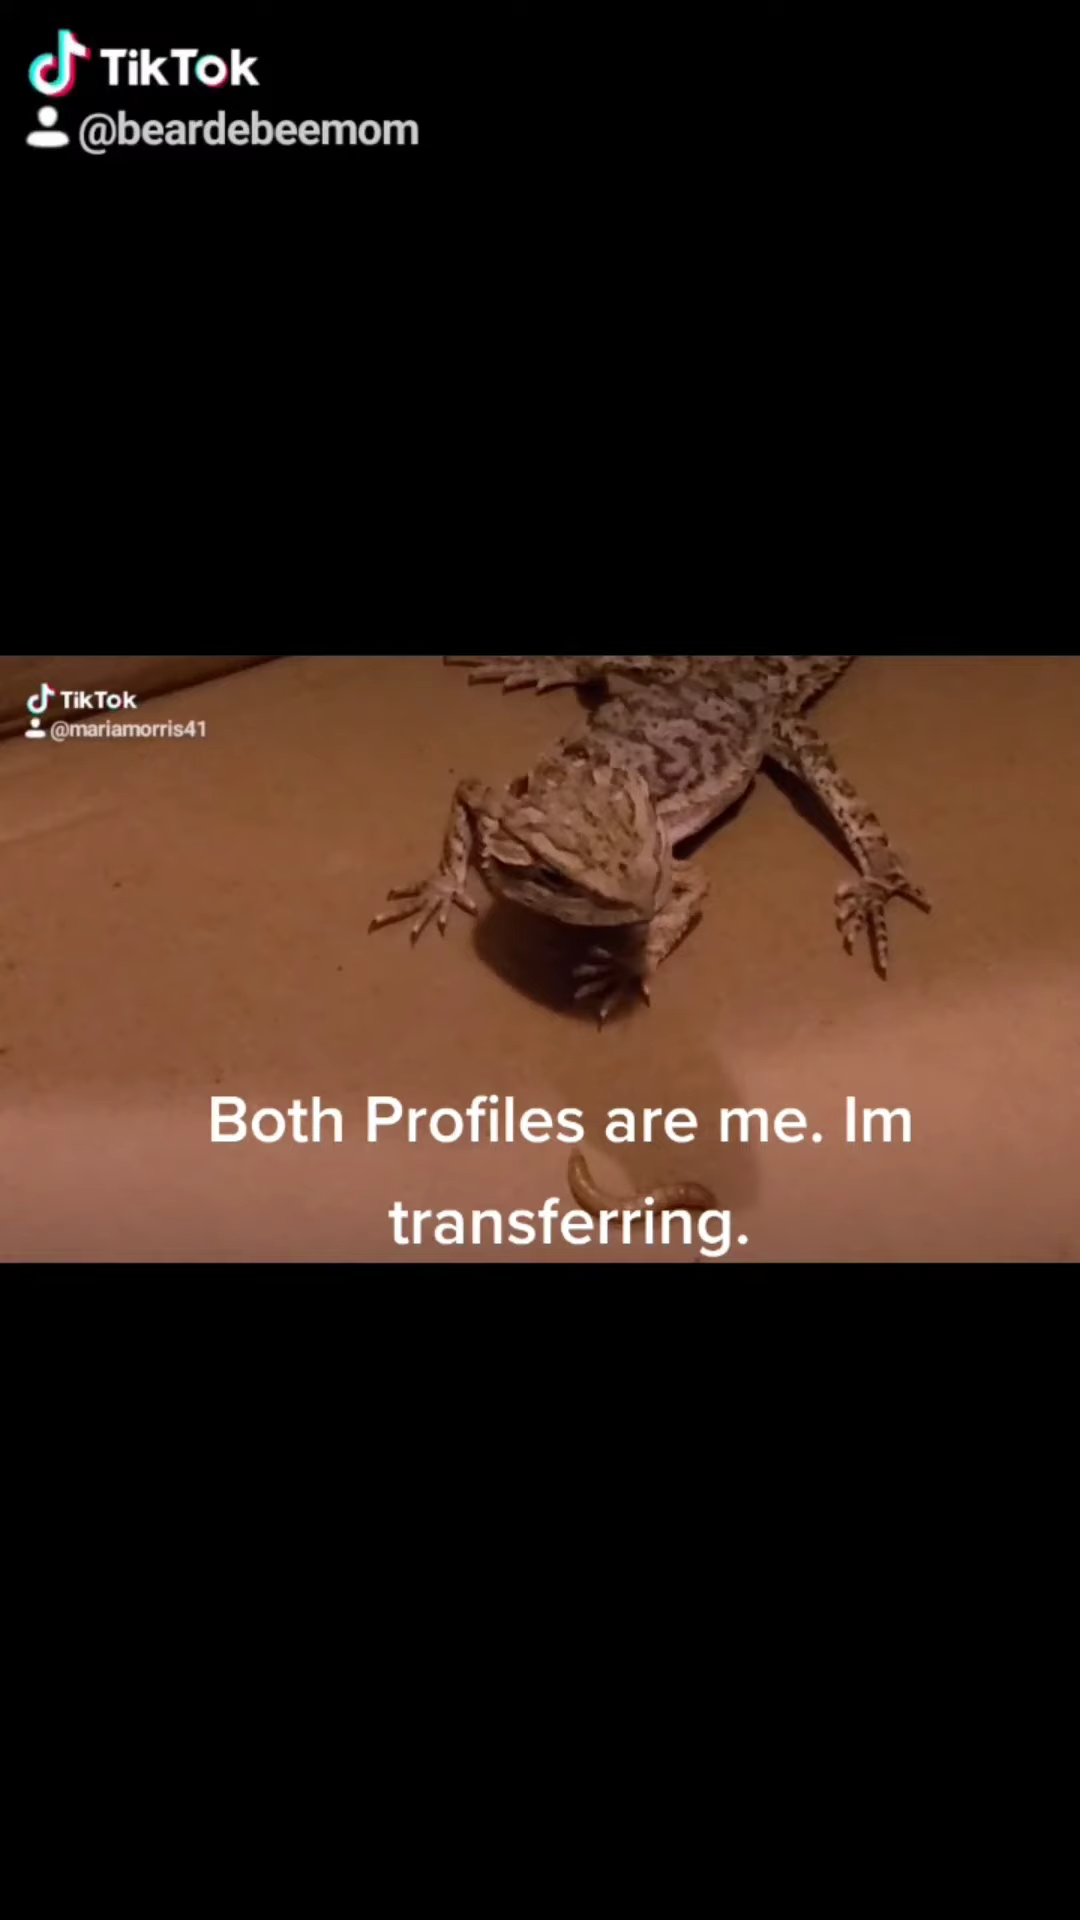 TikTok
@beardebeemom
TikTok
@mariamorris41
Both Profiles are me. Im
transferring.